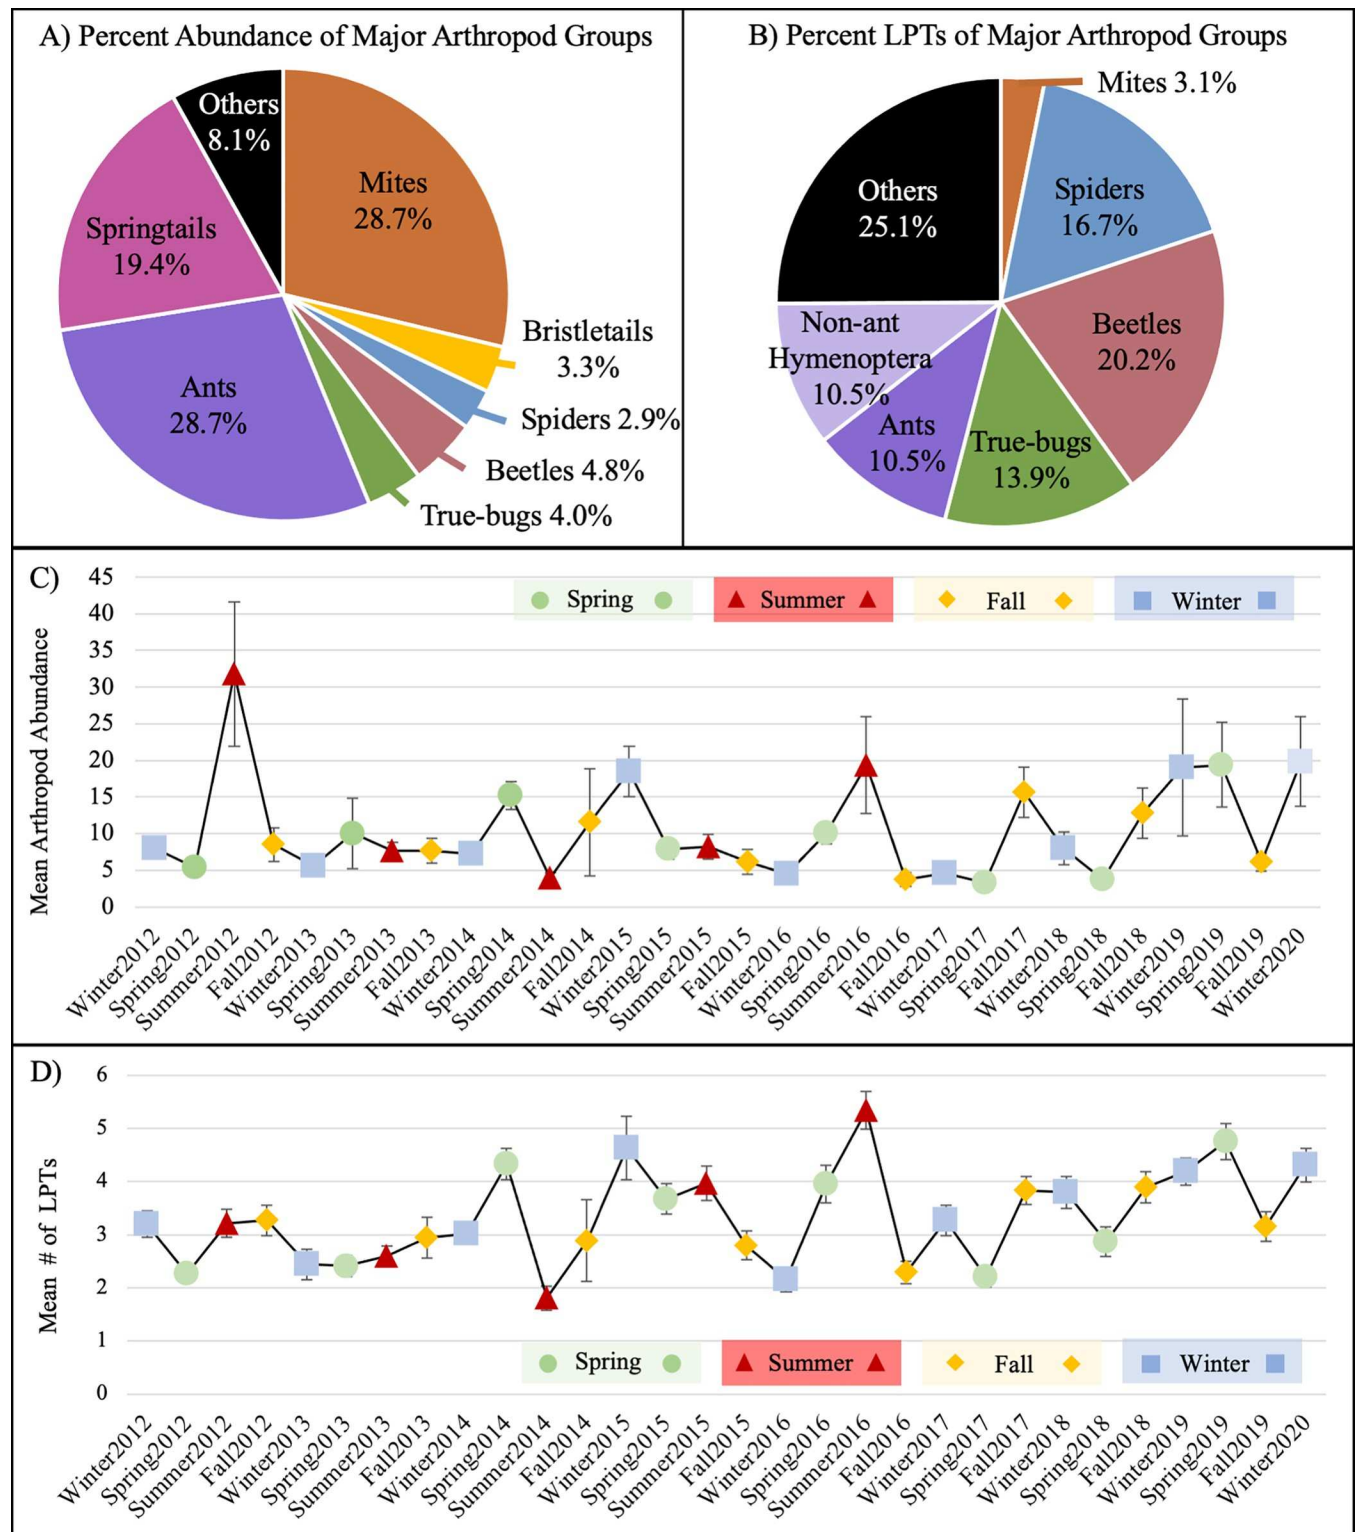 A) Percent Abundance of Major Arthropod Groups
Others
8.1%
Mites
28.7%
Springtails
19.4%
Bristletails
3.3%
Ants
28.7%
Spiders 2.9%
Beetles 4.8%
True-bugs 4.0%
B) Percent LPTs of Major Arthropod Groups
Mites 3.1%
Others
25.1%
Spiders
16.7%
Non-ant
Hymenoptera
10.5%
Beetles
20.2%
Ants
10.5%
True-bugs
13.9%
C)
Mean Arthropod Abundance
45
40
35
30
25
20
15
10
5
0
Spring
Summer
Fall
Winter
Winter2012
Spring2012
Summer2012
Fall2012
Winter2013
Spring2013
Summer2013
Fall2013
Winter2014
Spring2014
Summer2014
Fall2014
Winter2015
Spring2015
Summer2015
Fall2015
Winter2016
Spring2016
Summer2016
Fall2016
Winter2017
Spring2017
Fall2017
Winter2018
Spring2018
Fall2018
Winter2019
Spring2019
Fall2019
Winter2020
D)
Mean # of LPTs
6
5
4
3
2
1
0
Spring
Summer
Fall
Winter
Winter2012
Spring2012
Summer2012
Fall2012
Winter2013
Spring2013
Summer2013
Fall2013
Winter2014
Spring2014
Summer2014
Fall2014
Winter2015
Spring2015
Summer2015
Fall2015
Winter2016
Spring2016
Summer2016
Fall2016
Winter2017
Spring2017
Fall2017
Winter2018
Spring2018
Fall2018
Winter2019
Spring2019
Fall2019
Winter2020